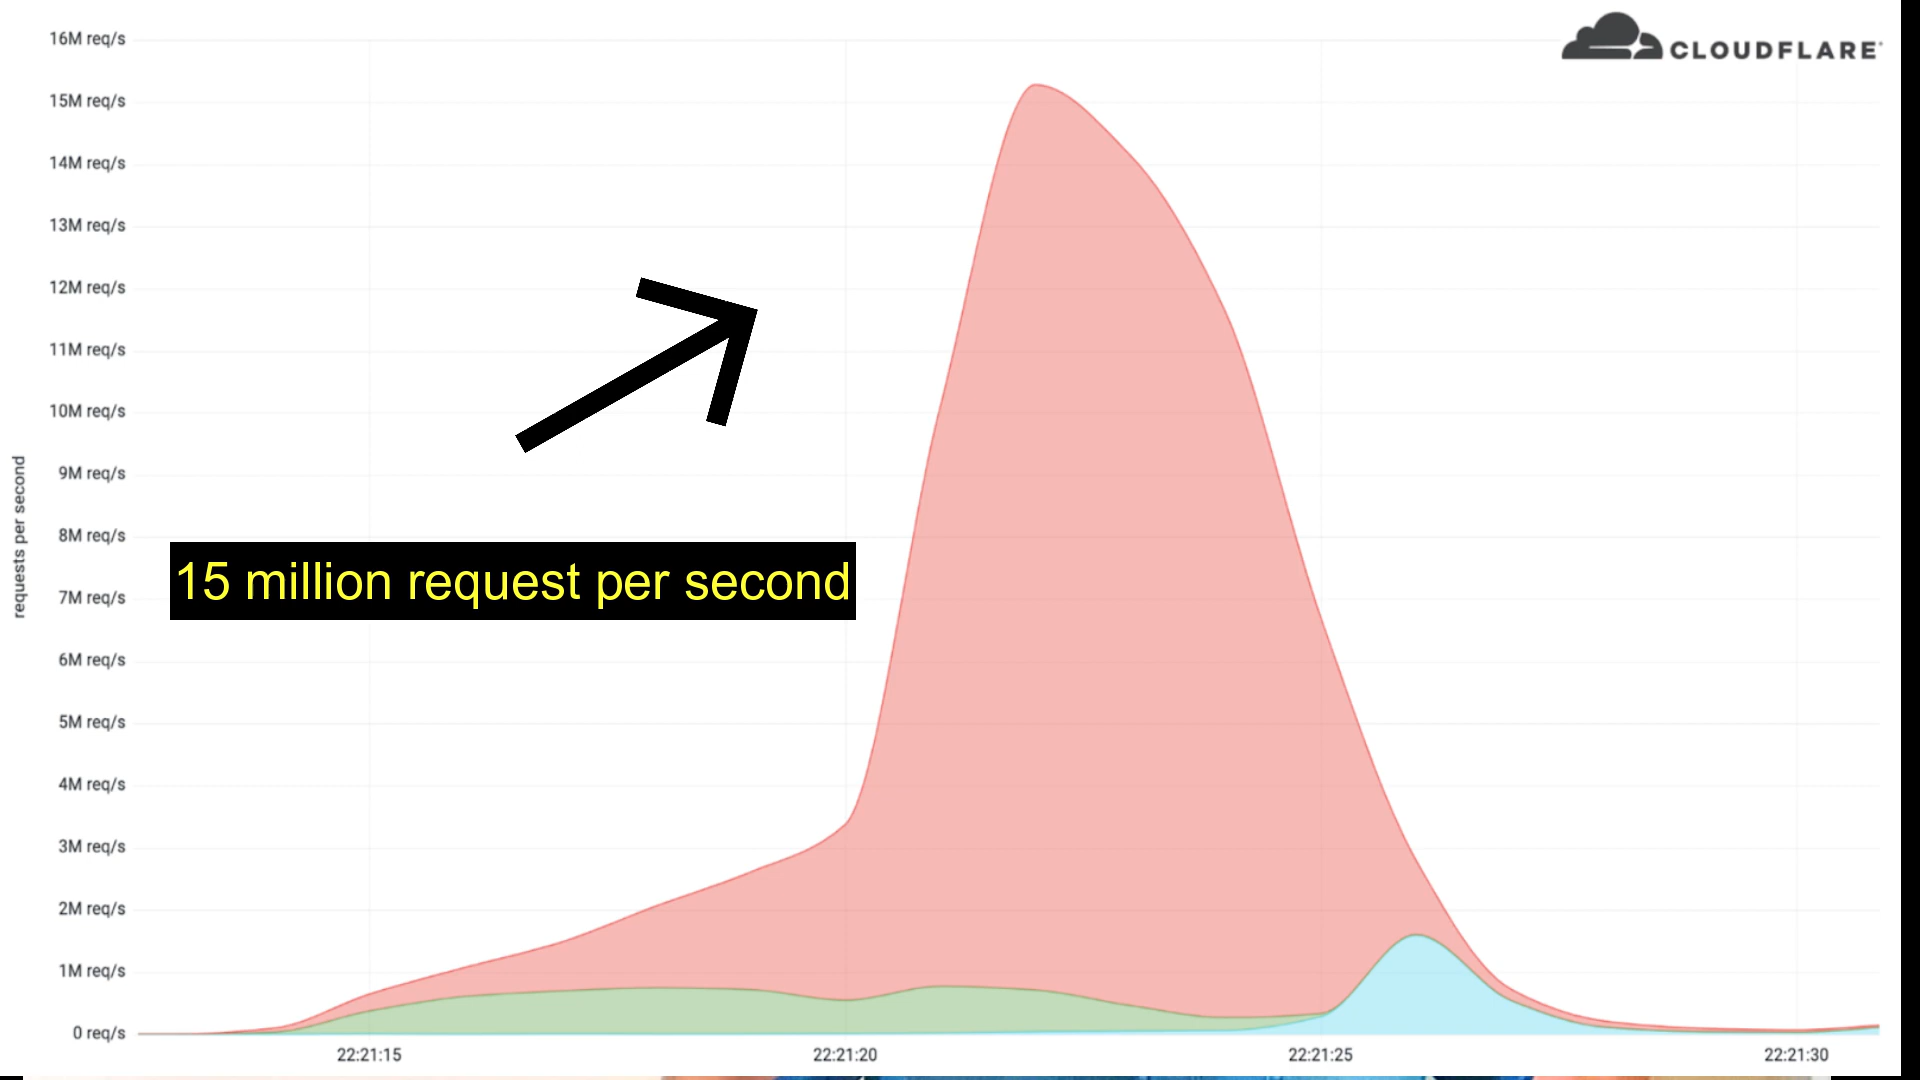 CLOUDFLARE
16M req/s
15M req/s
14M req/s
13M req/s
12M req/s
11M req/s
10M req/s
9M req/s
8M req/s
7M req/s
6M req/s
5M req/s
4M req/s
3M req/s
2M req/s
1M req/s
0 req/s
requests per second
15 million request per second
22:21:15
22:21:20
22:21:25
22:21:30